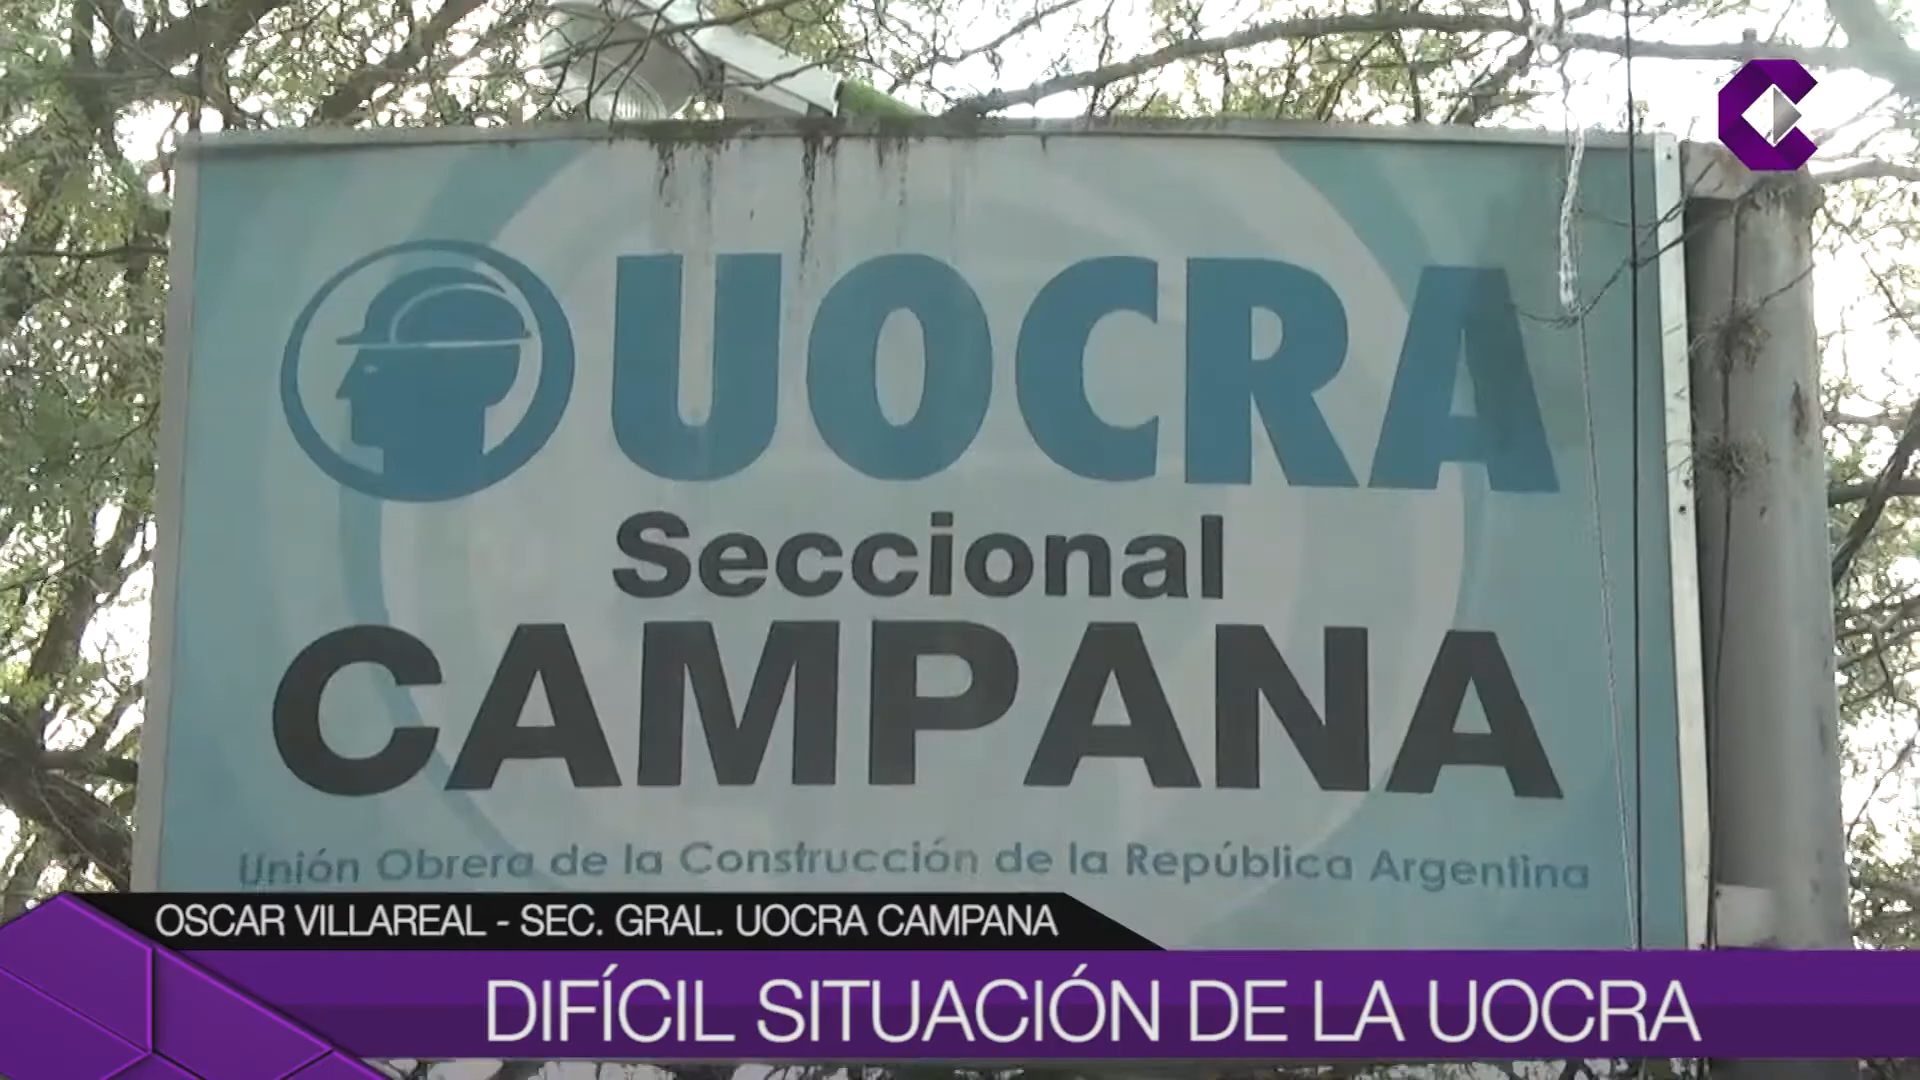 UOCRA
Seccional
CAMPANA
Unión Obrera de la Construcción de la República Argentina
OSCAR VILLAREAL - SEC. GRAL. UOCRA CAMPANA
DIFÍCIL SITUACIÓN DE LA UOCRA